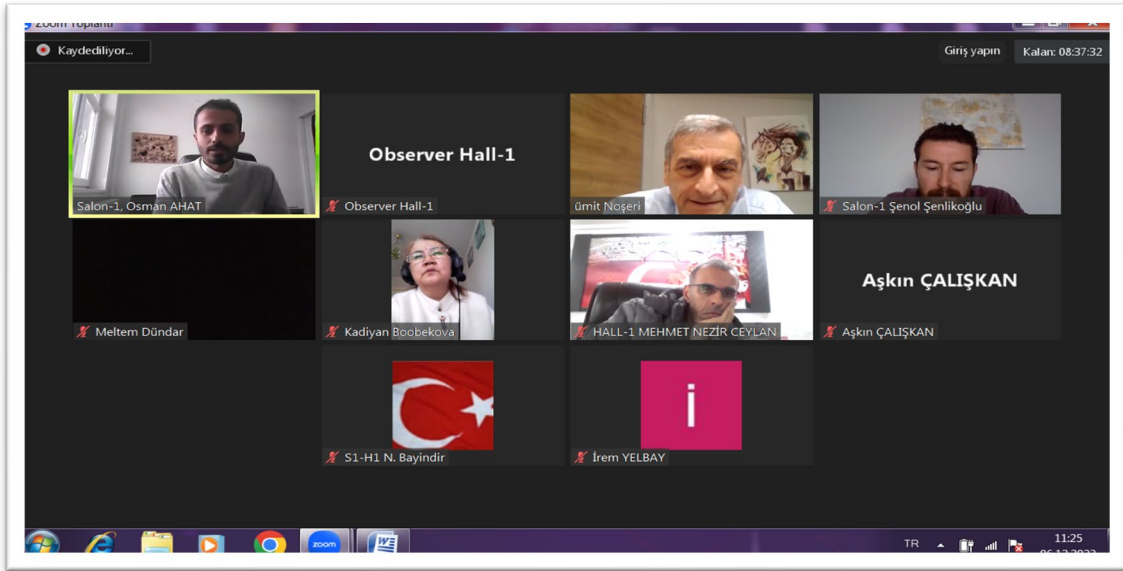 Zoom Toplantı
Kaydediliyor...
Giriş yapın
Kalan: 08:37:32
Salon-1, Osman AHAT
Observer Hall-1
Observer Hall-1
ümit Noşeri
Salon-1 Şenol Şenlikoğlu
Meltem Dündar
Kadiyan Boobekova
HALL-1 MEHMET NEZİR CEYLAN
Aşkın ÇALIŞKAN
Aşkın ÇALIŞKAN
S1-H1 N. Bayindir
i
İrem YELBAY
zoom
W
TR
11:25